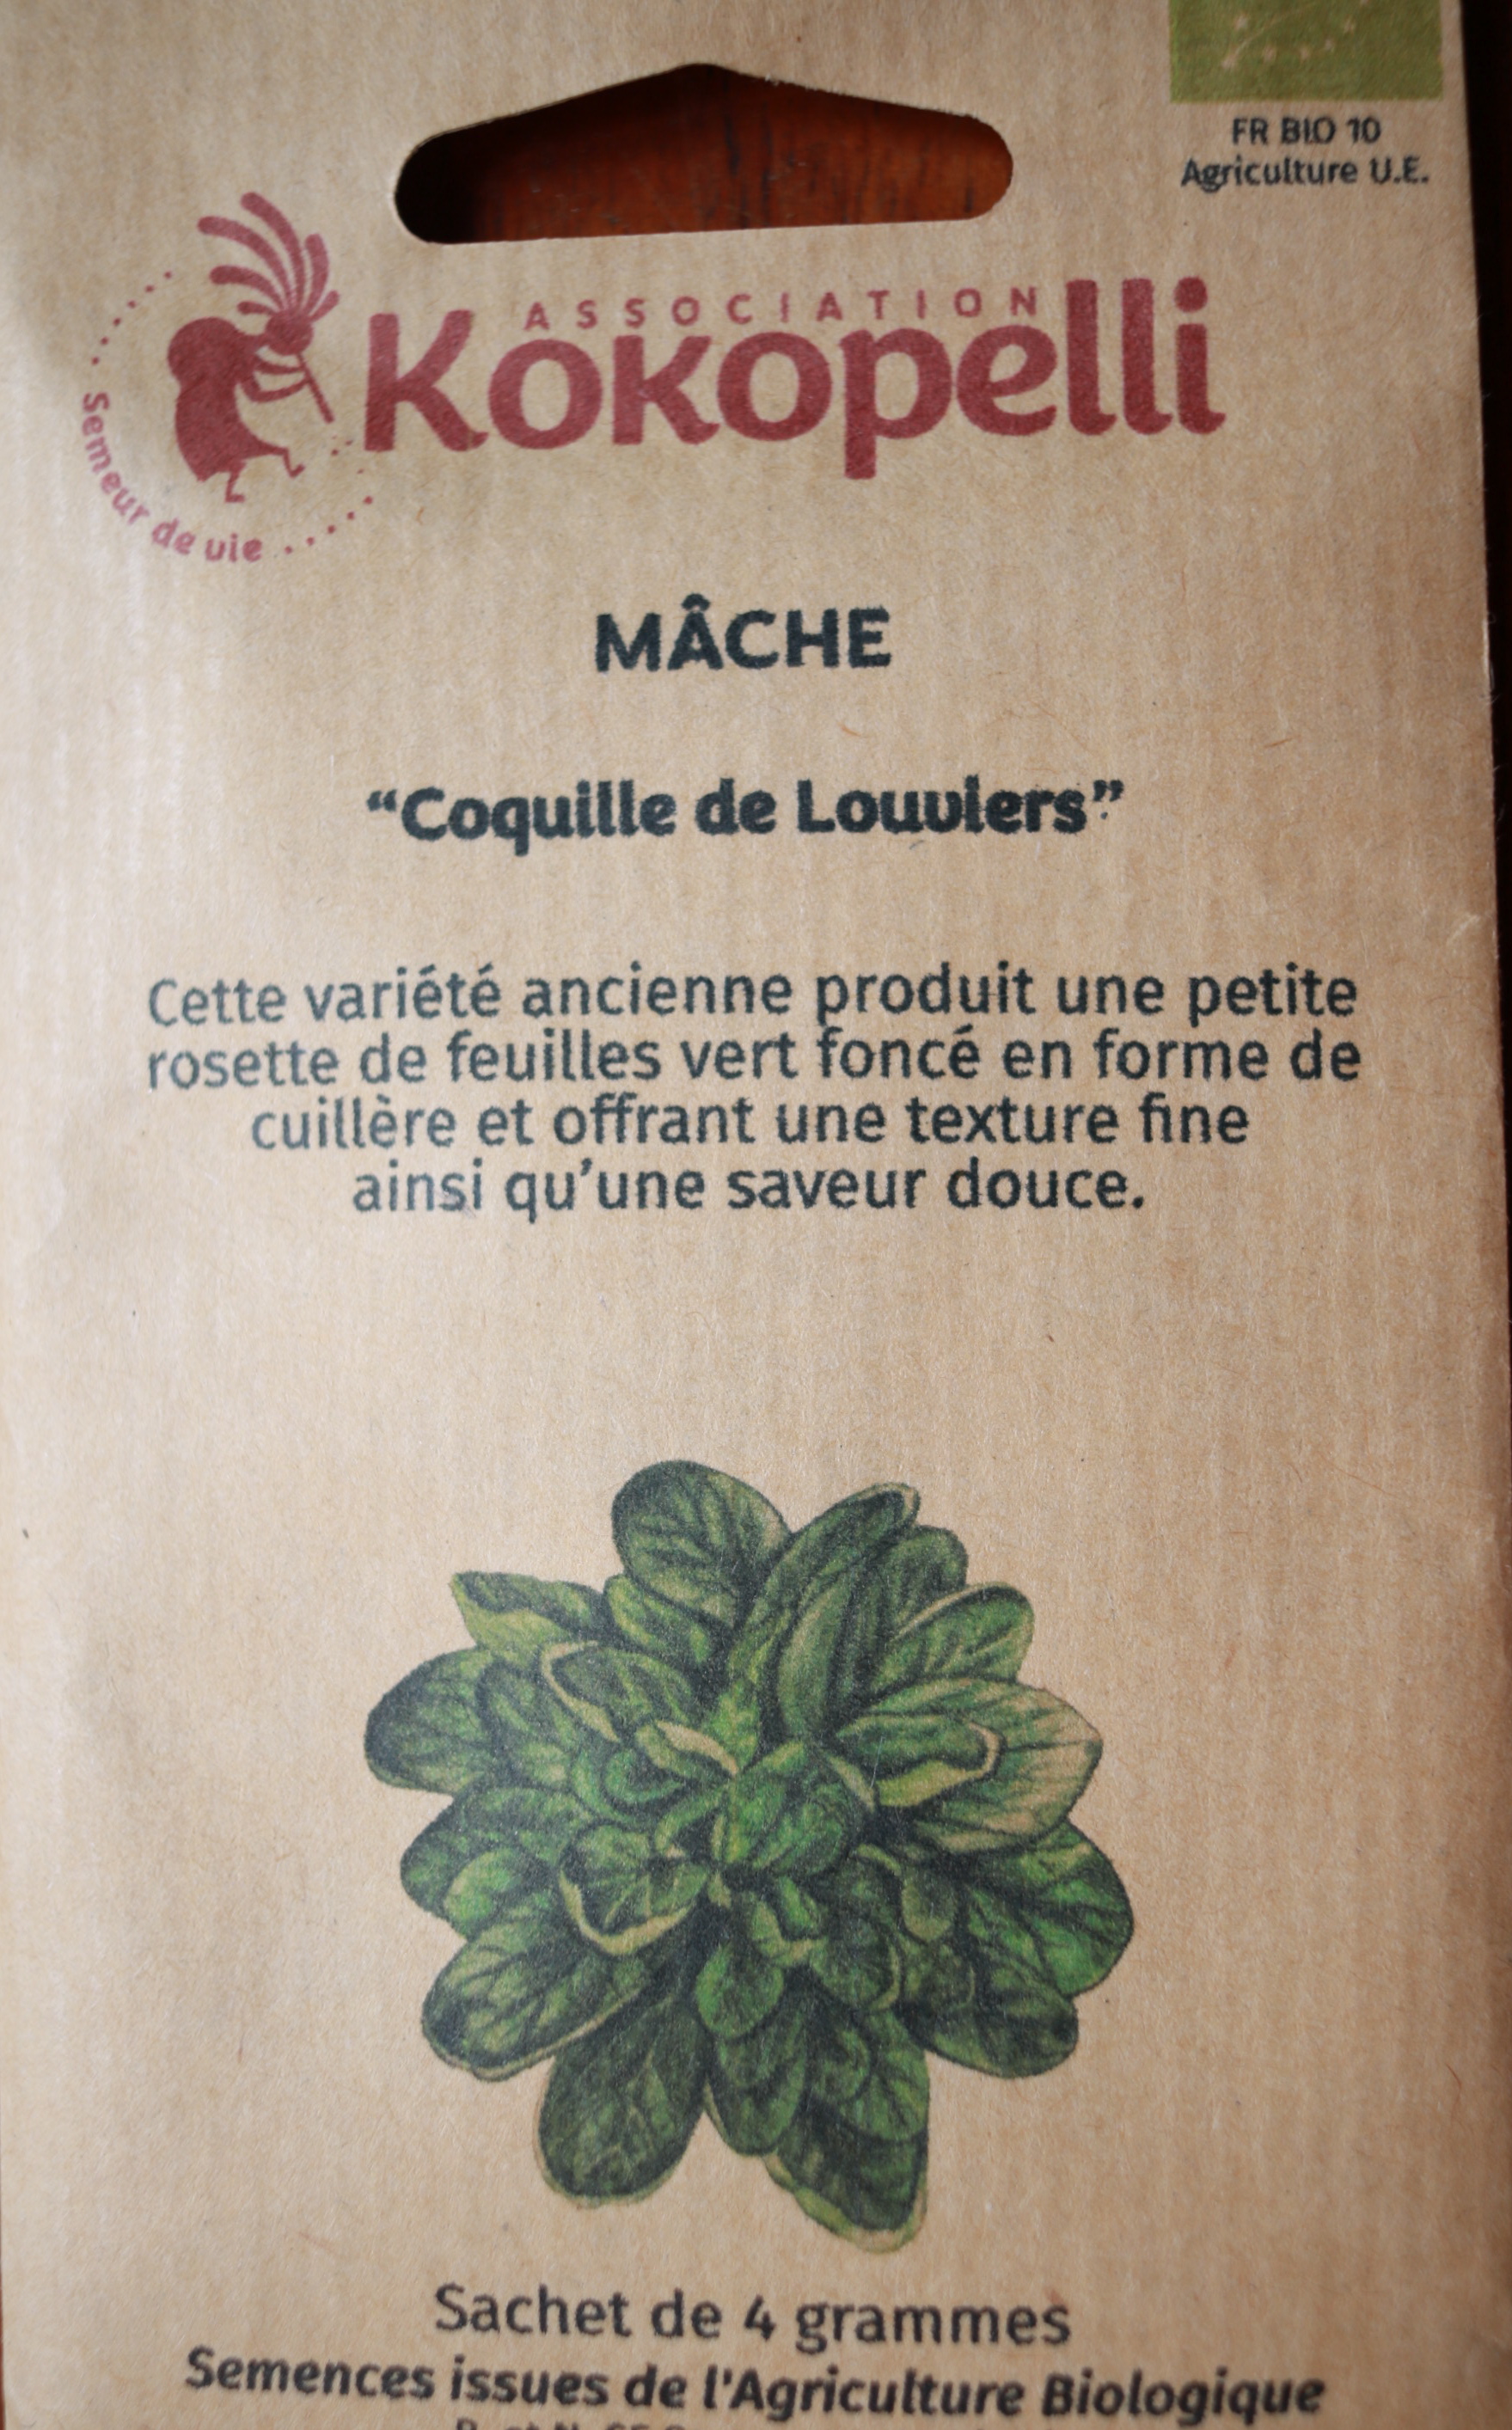 FR BIO 10
Agriculture U.E.
ASSOCIATION
Kokopelli
Semeur de vie
MÂCHE
“Coquille de Louviers”
Cette variété ancienne produit une petite
rosette de feuilles vert foncé en forme de
cuillère et offrant une texture fine
ainsi qu’une saveur douce.
Sachet de 4 grammes
Semences issues de l'Agriculture Biologique